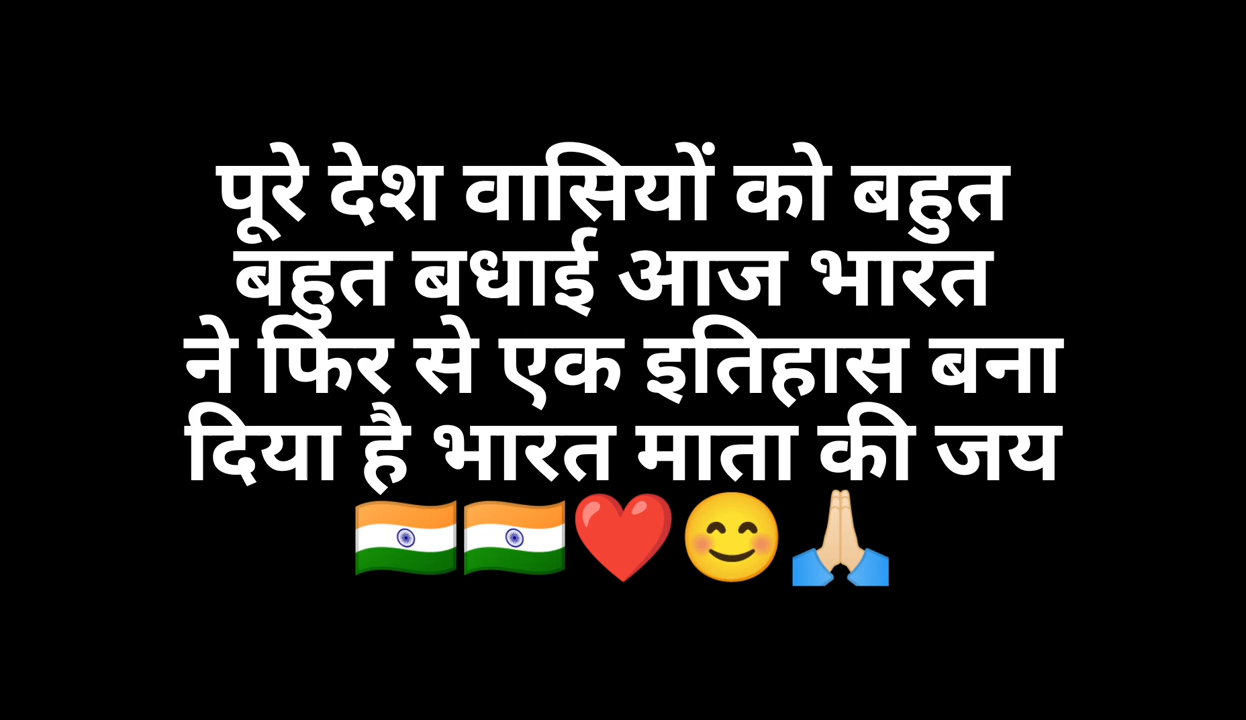 पूरे देश वासियों को बहुत
बहुत बधाई आज भारत
ने फिर से एक इतिहास बना
दिया है भारत माता की जय
🇮🇳🇮🇳❤️😊🙏🏻